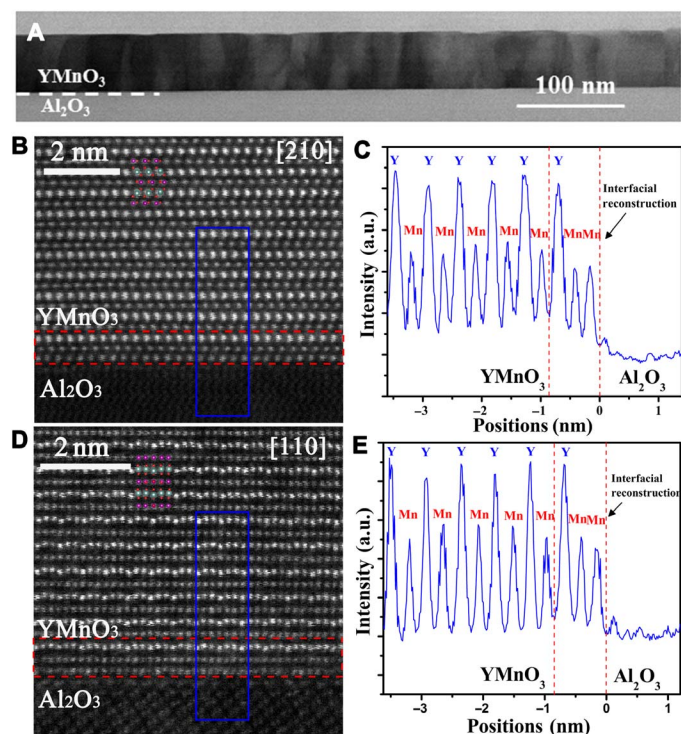 A
YMnO₃
Al₂O₃
100 nm
B
2 nm
[210]
YMnO₃
Al₂O₃
C
Y Y Y Y Y Y
Mn Mn Mn Mn Mn MnMn
Interfacial
reconstruction
Intensity (a.u.)
YMnO₃ Al₂O₃
−3 −2 −1 0 1
Positions (nm)
D
2 nm
[1-10]
YMnO₃
Al₂O₃
E
Y Y Y Y Y Y
Mn Mn Mn Mn Mn MnMn
Interfacial
reconstruction
Intensity (a.u.)
YMnO₃ Al₂O₃
−3 −2 −1 0 1
Positions (nm)